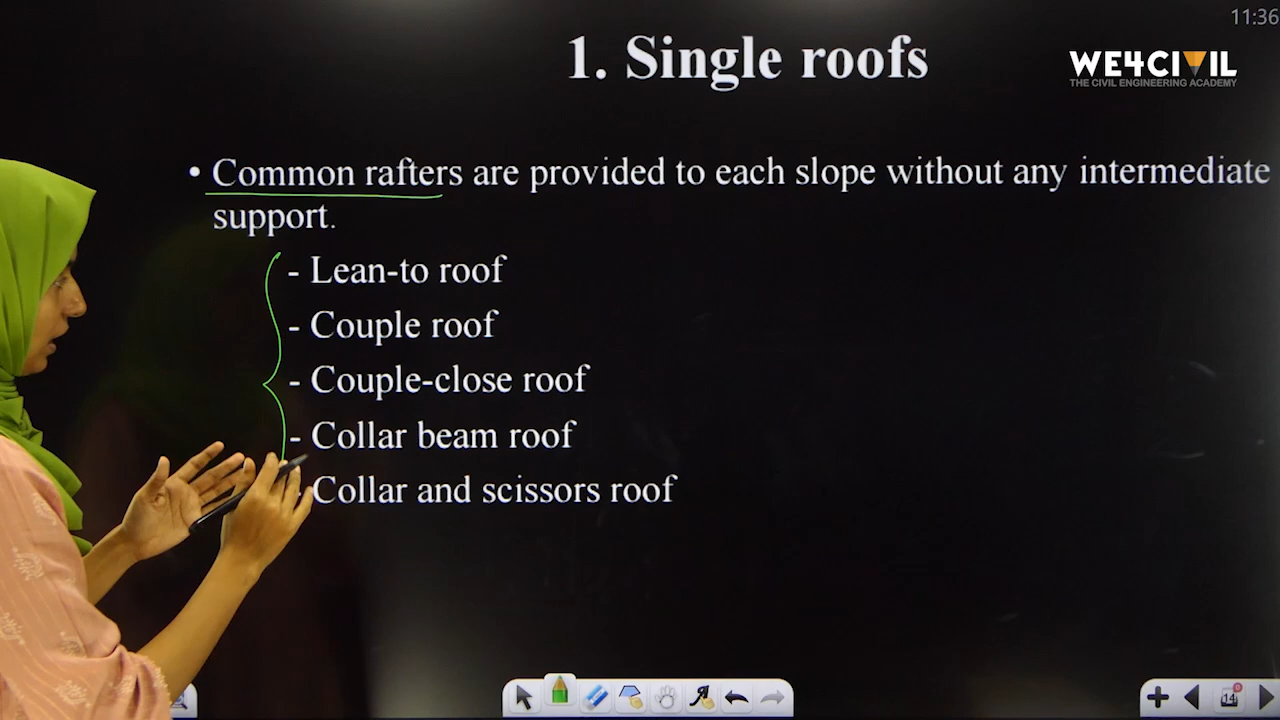 11:36
1. Single roofs
WE4CIVIL
THE CIVIL ENGINEERING ACADEMY
• Common rafters are provided to each slope without any intermediate
support.
- Lean-to roof
- Couple roof
- Couple-close roof
- Collar beam roof
- Collar and scissors roof
14
0